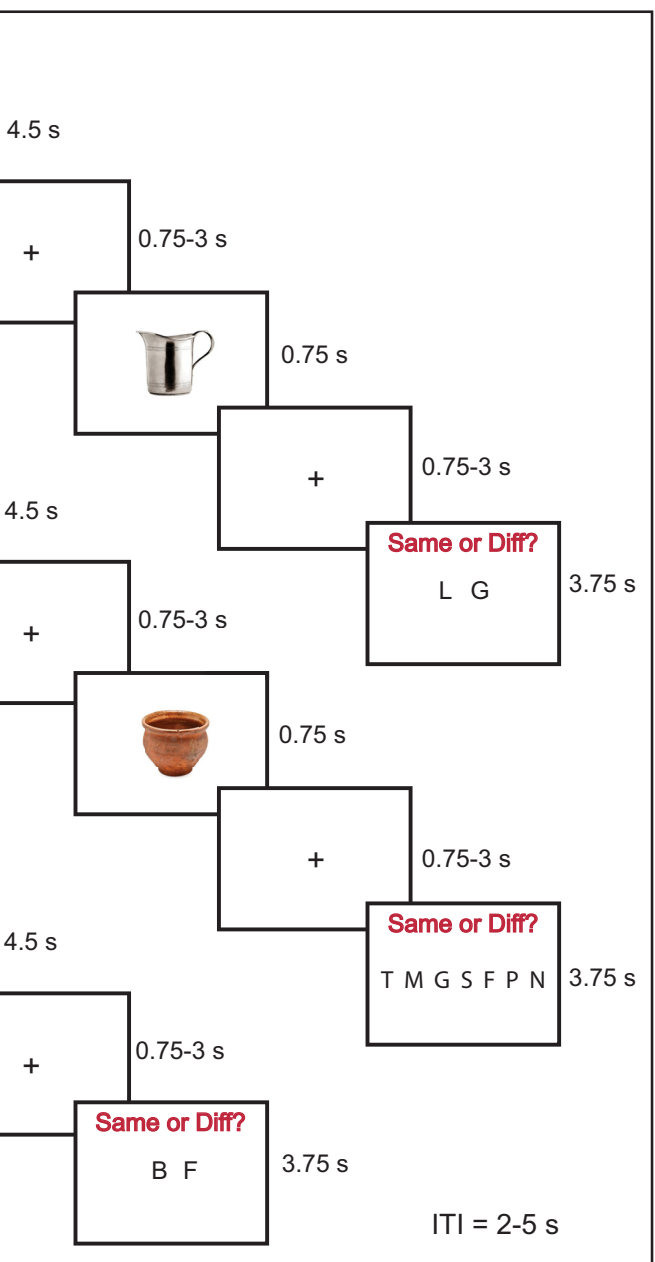 4.5 s
+
0.75-3 s
0.75 s
+
0.75-3 s
Same or Diff?
L G
3.75 s
4.5 s
+
0.75-3 s
0.75 s
+
0.75-3 s
Same or Diff?
T M G S F P N
3.75 s
4.5 s
+
0.75-3 s
Same or Diff?
B F
3.75 s
ITI = 2-5 s